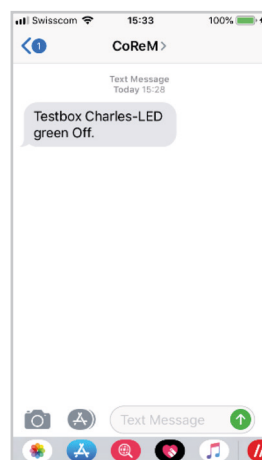 Swisscom 15:33 100%
1 CoReM
Text Message
Today 15:28
Testbox Charles-LED
green Off.
Text Message